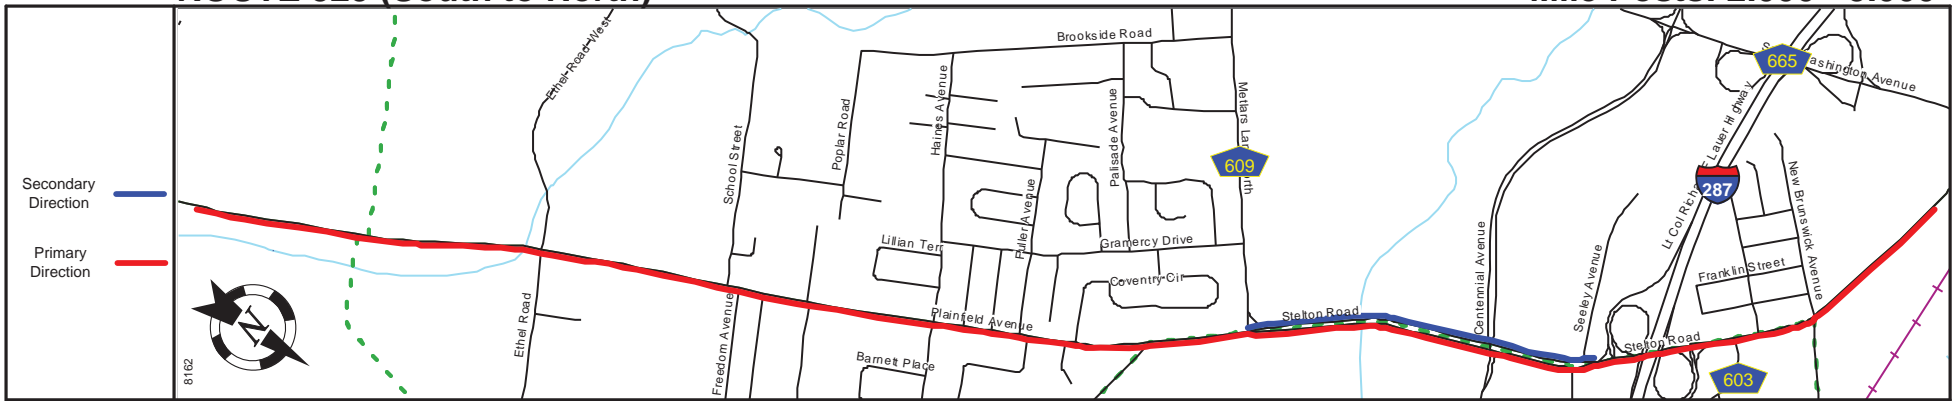 Secondary
Direction
Primary
Direction
8162
N
Ethel Road West
Ethel Road
School Street
Freedom Avenue
Poplar Road
Haines Avenue
Brookside Road
Palisade Avenue
Fuller Avenue
Lillian Terr
Gramercy Drive
Coventry Cir
Plainfield Avenue
Barnett Place
609
Stelton Road
Centennial Avenue
Seeley Avenue
665
287
Franklin Street
New Brunswick Avenue
Stelton Road
603